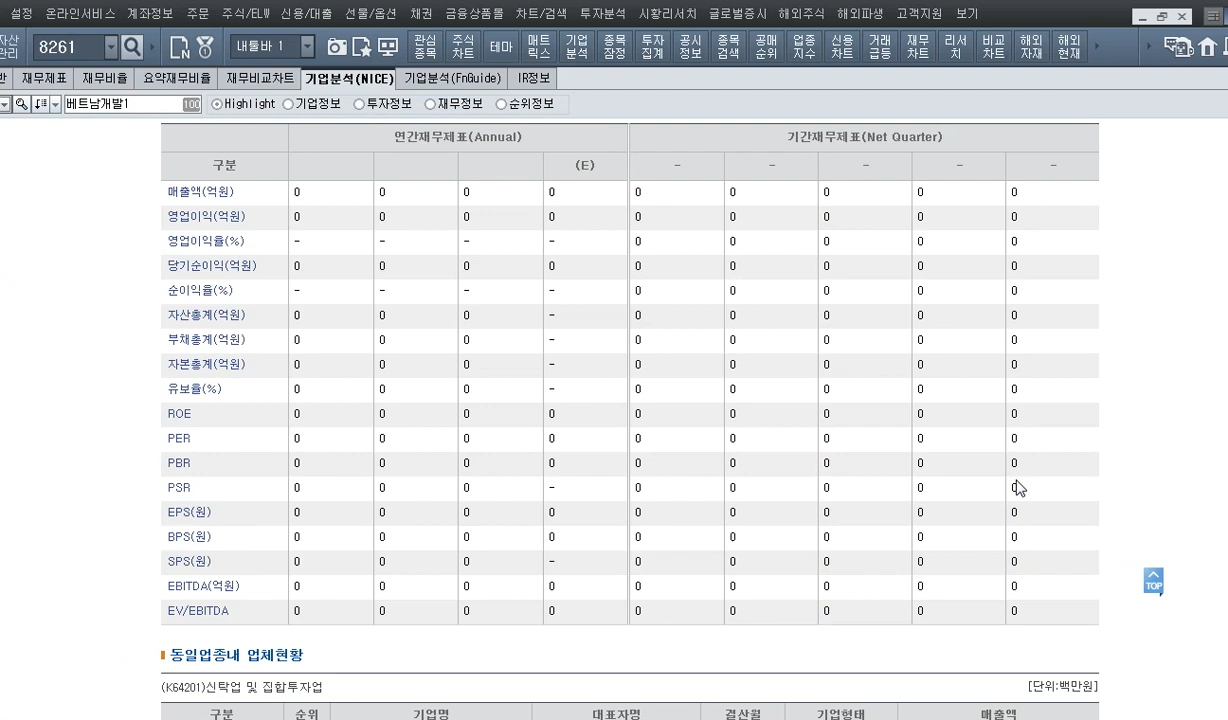 설정 온라인서비스 계좌정보 주문 주식/ELW 신용/대출 선물/옵션 채권 금융상품몰 차트/검색 투자분석 시황리서치 글로벌증시 해외주식 해외파생 고객지원 보기
자산관리 8261 내툴바 1 관심종목 주식차트 테마 매트릭스 기업분석 종목잠정 투자집계 공시정보 종목검색 공매순위 업종지수 신용차트 거래급등 재무차트 리서치 비교차트 해외자재 해외현재
반 재무제표 재무비율 요약재무비율 재무비교차트 기업분석(NICE) 기업분석(FnGuide) IR정보
베트남개발1 100 Highlight 기업정보 투자정보 재무정보 순위정보
연간재무제표(Annual) 기간재무제표(Net Quarter)
구분 (E) - - - - -
매출액(억원) 0 0 0 0 0 0 0 0 0
영업이익(억원) 0 0 0 0 0 0 0 0 0
영업이익률(%) - - - - 0 0 0 0 0
당기순이익(억원) 0 0 0 0 0 0 0 0 0
순이익률(%) - - - - 0 0 0 0 0
자산총계(억원) 0 0 0 - 0 0 0 0 0
부채총계(억원) 0 0 0 - 0 0 0 0 0
자본총계(억원) 0 0 0 - 0 0 0 0 0
유보율(%) 0 0 0 - 0 0 0 0 0
ROE 0 0 0 0 0 0 0 0 0
PER 0 0 0 0 0 0 0 0 0
PBR 0 0 0 0 0 0 0 0 0
PSR 0 0 0 - 0 0 0 0 0
EPS(원) 0 0 0 0 0 0 0 0 0
BPS(원) 0 0 0 0 0 0 0 0 0
SPS(원) 0 0 0 - 0 0 0 0 0
EBITDA(억원) 0 0 0 0 0 0 0 0 0
EV/EBITDA 0 0 0 0 0 0 0 0 0
TOP
동일업종내 업체현황
(K64201)신탁업 및 집합투자업 [단위:백만원]
구분 순위 기업명 대표자명 결산월 기업형태 매출액